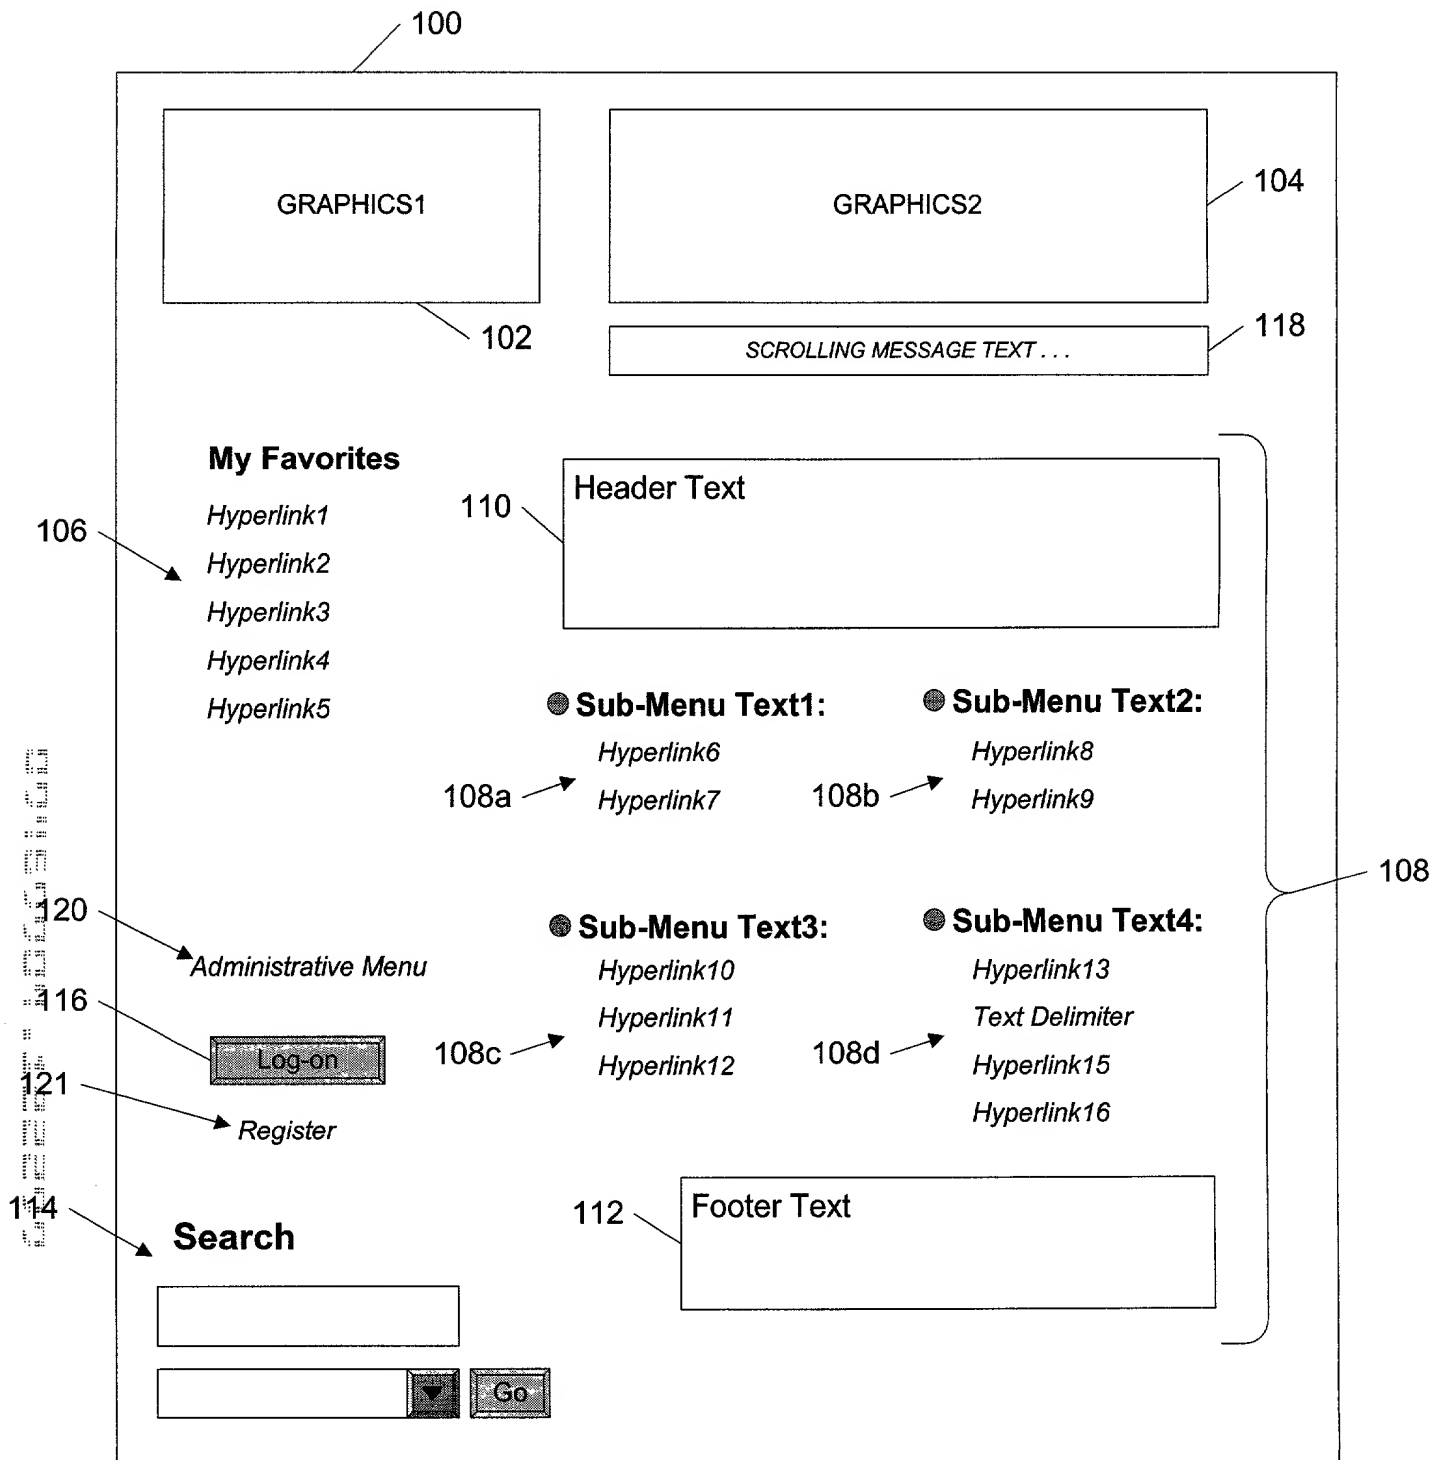 100
GRAPHICS1
GRAPHICS2
104
102
118
SCROLLING MESSAGE TEXT . . .
My Favorites
Header Text
110
Hyperlink1
106
Hyperlink2
Hyperlink3
Hyperlink4
Hyperlink5
Sub-Menu Text1:
Sub-Menu Text2:
Hyperlink6
Hyperlink8
108a
108b
Hyperlink7
Hyperlink9
108
120
Sub-Menu Text3:
Sub-Menu Text4:
Administrative Menu
Hyperlink10
Hyperlink13
116
Hyperlink11
Text Delimiter
Log-on
108c
108d
Hyperlink12
Hyperlink15
121
Register
Hyperlink16
114
112
Footer Text
Search
Go